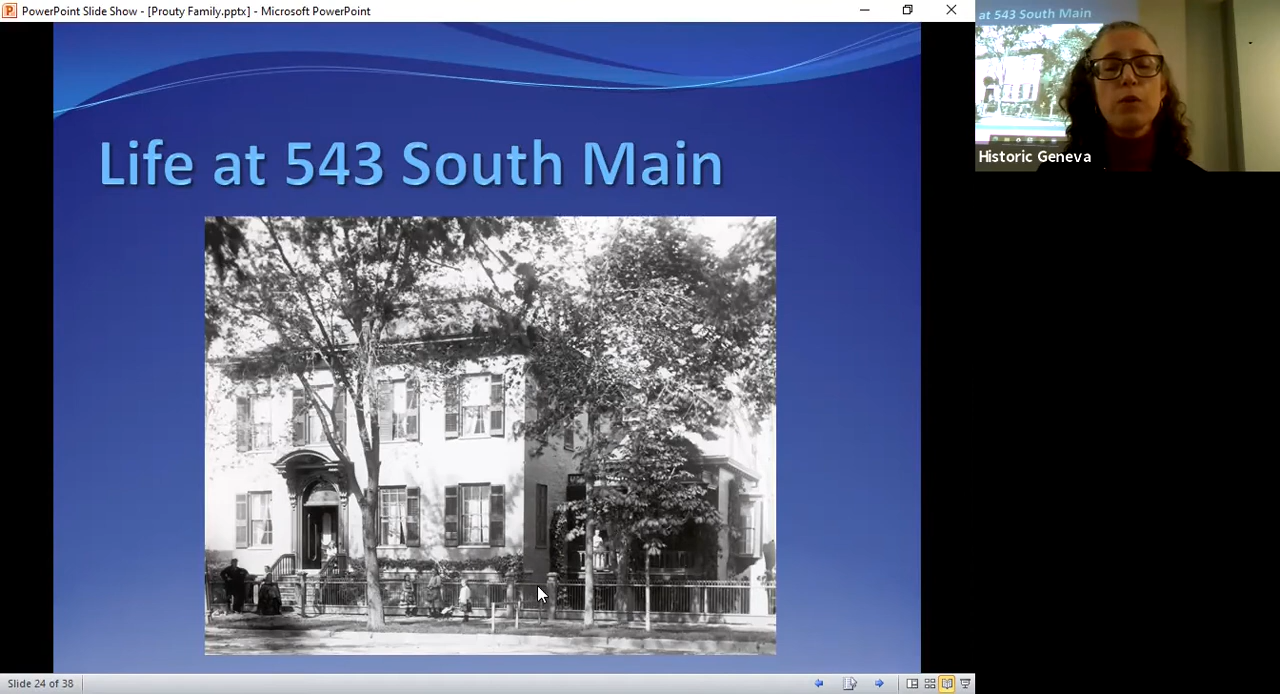 PowerPoint Slide Show - [Prouty Family.pptx] - Microsoft PowerPoint
at 543 South Main
Historic Geneva
Life at 543 South Main
Slide 24 of 38